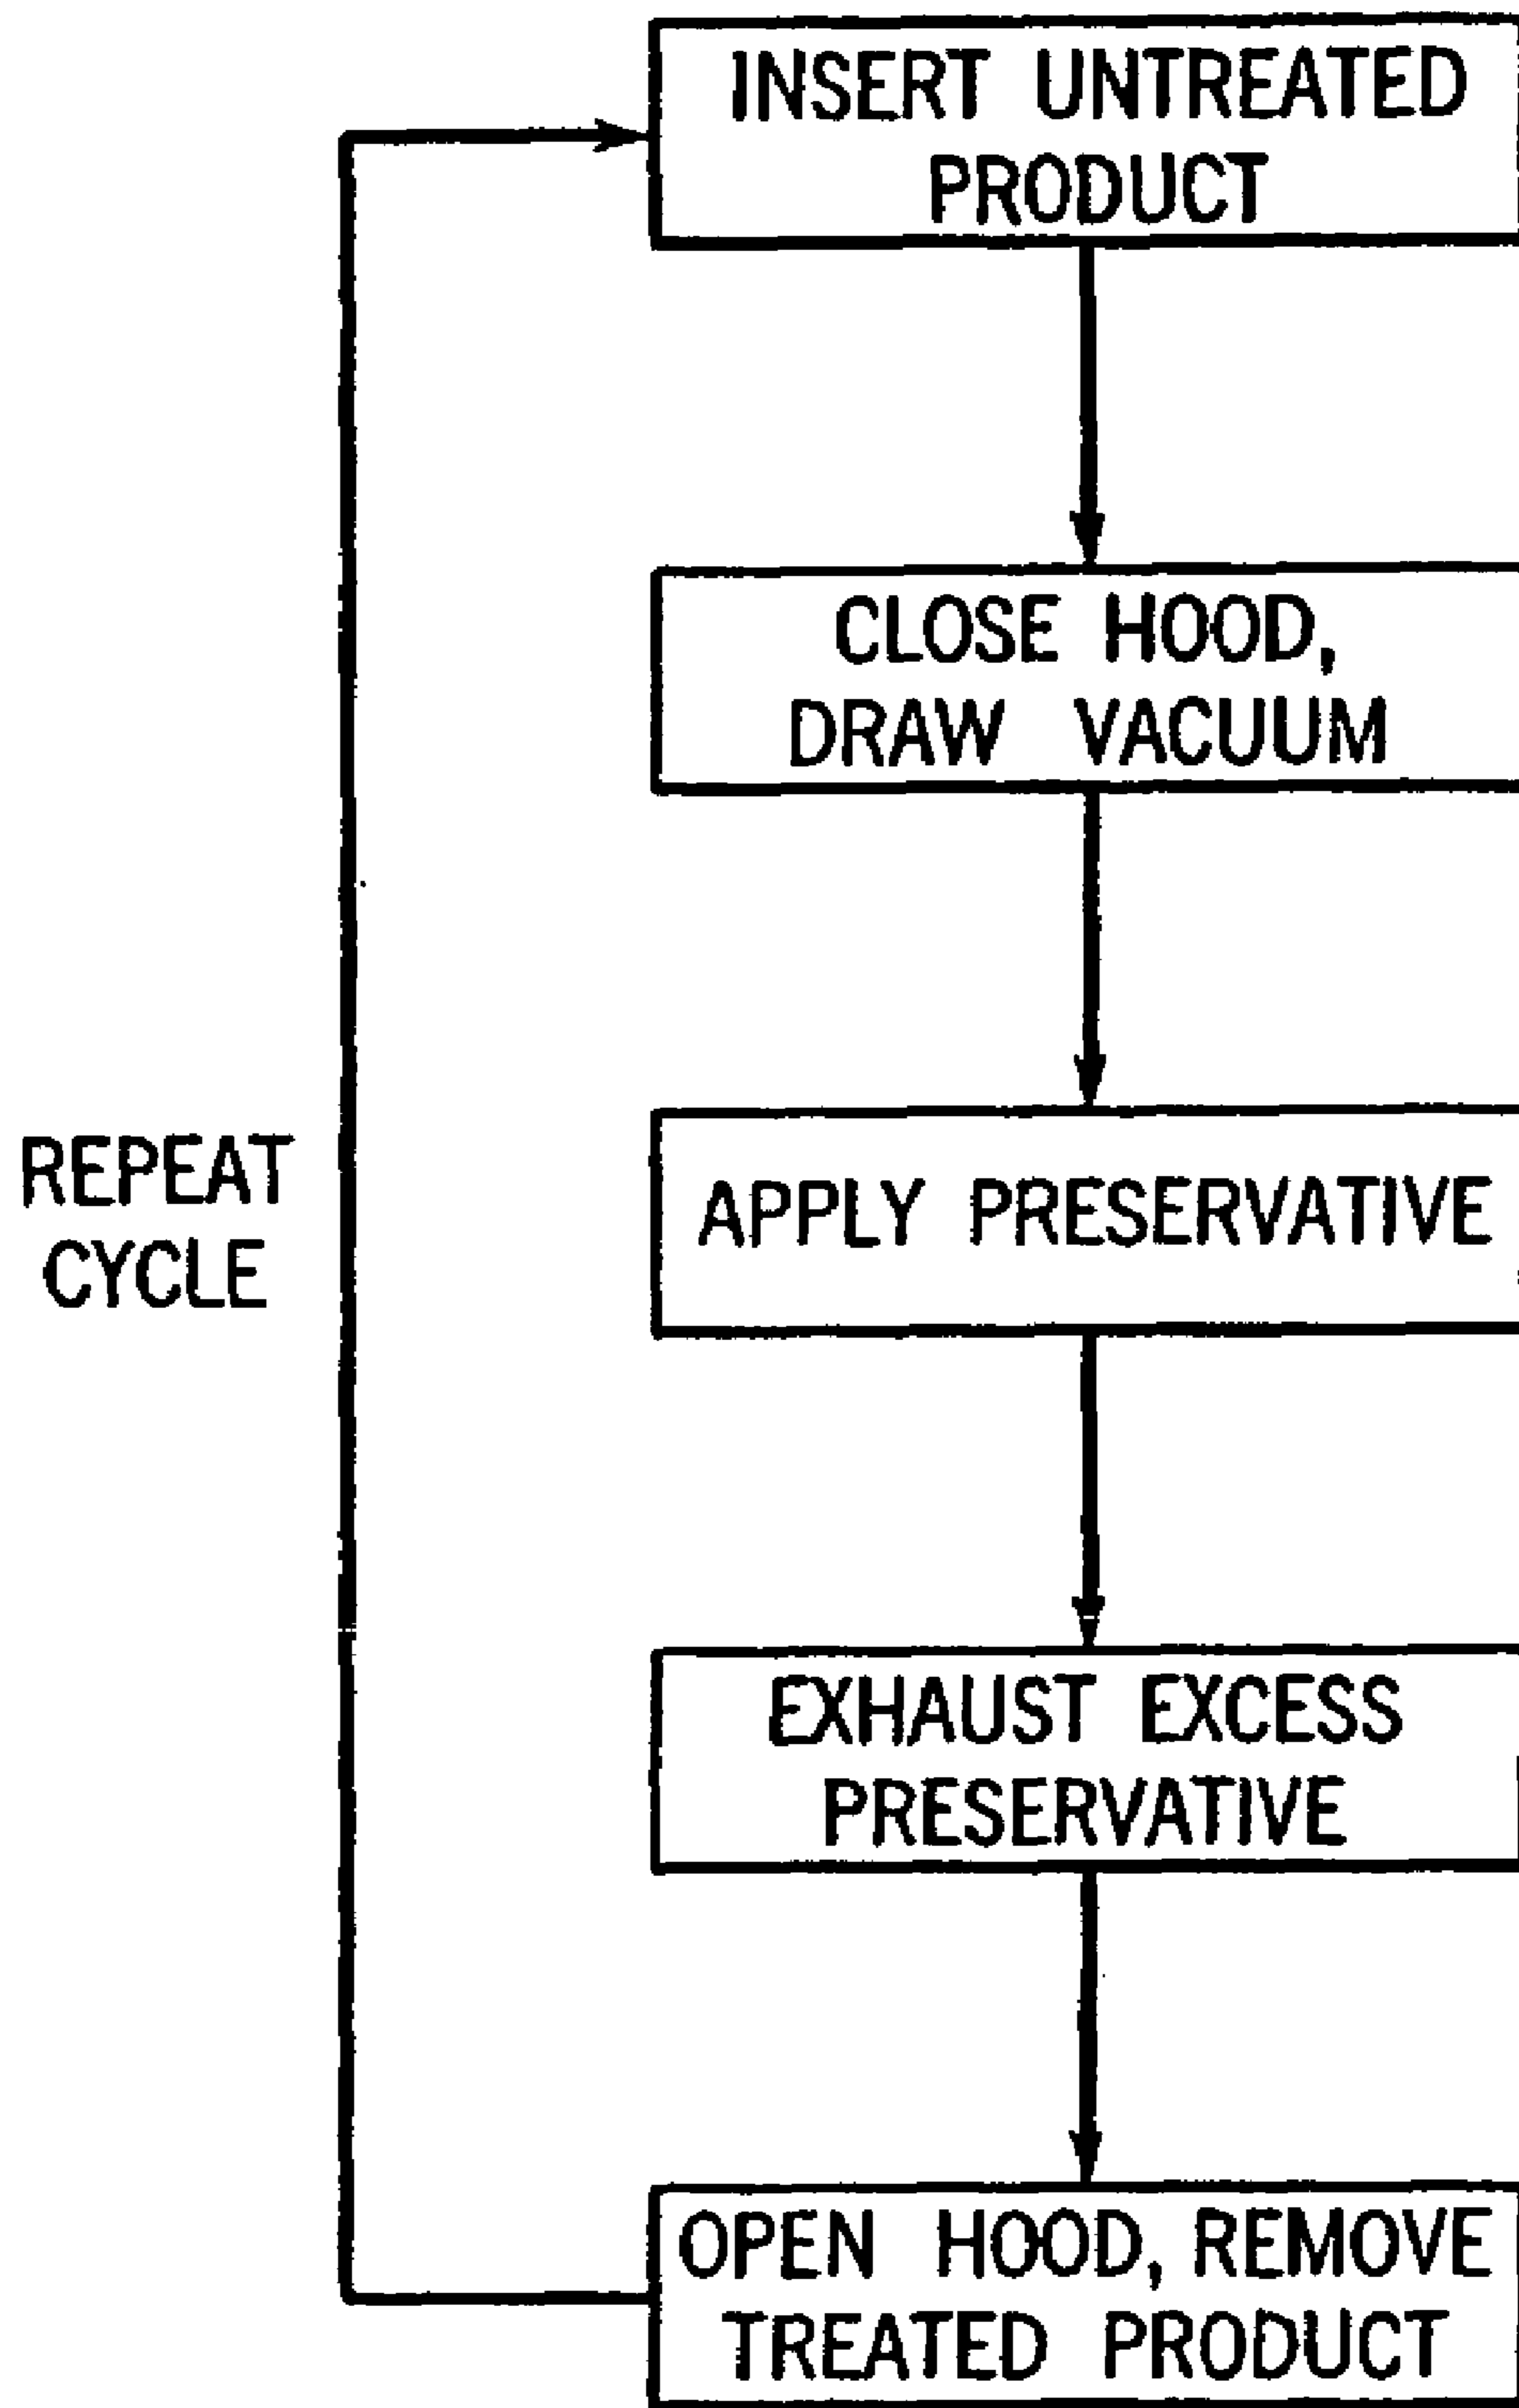 INSERT UNTREATED
PRODUCT
CLOSE HOOD,
DRAW VACUUM
REPEAT
CYCLE
APPLY PRESERVATIVE
EXHAUST EXCESS
PRESERVATIVE
OPEN HOOD, REMOVE
TREATED PRODUCT